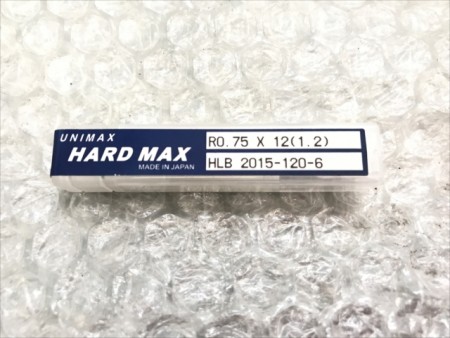 UNIMAX
HARD MAX
MADE IN JAPAN
R0.75 X 12(1.2)
HLB 2015-120-6